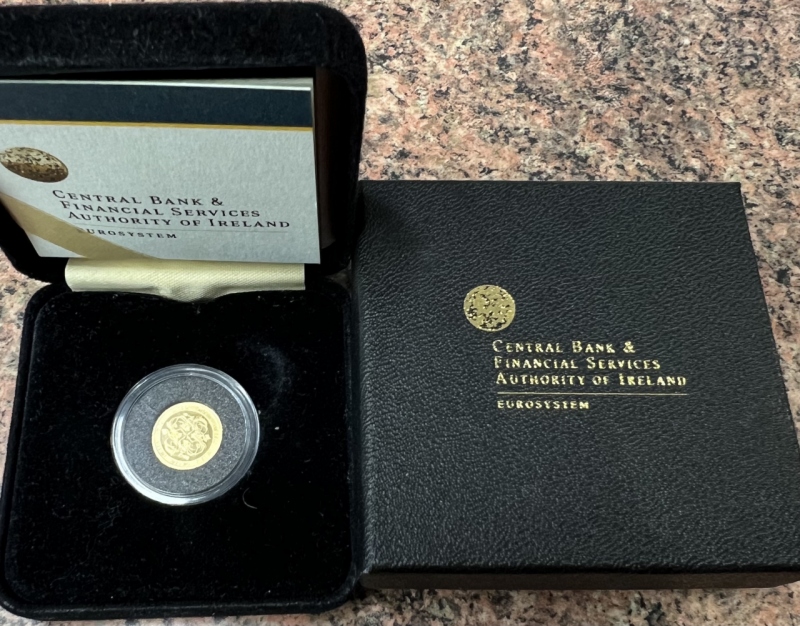 CENTRAL BANK &
FINANCIAL SERVICES
AUTHORITY OF IRELAND
EUROSYSTEM
CENTRAL BANK &
FINANCIAL SERVICES
AUTHORITY OF IRELAND
EUROSYSTEM